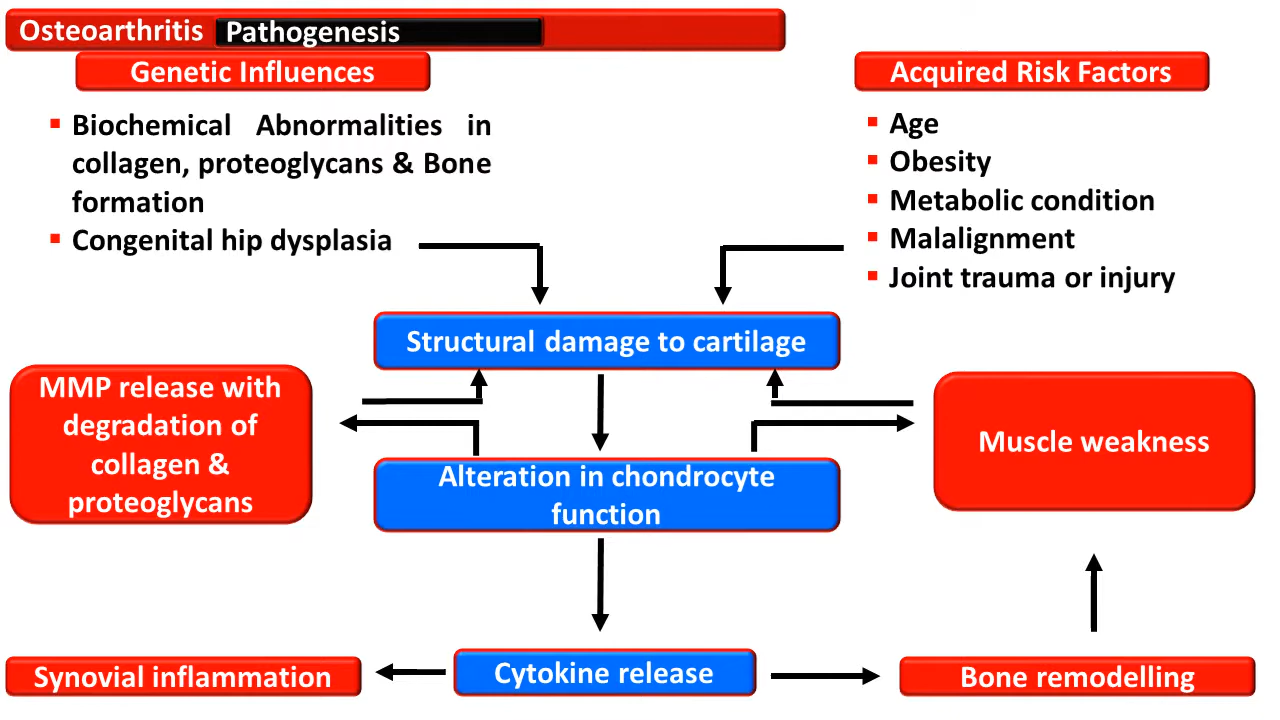 Osteoarthritis Pathogenesis
Genetic Influences
▪ Biochemical Abnormalities in
collagen, proteoglycans & Bone
formation
▪ Congenital hip dysplasia
Acquired Risk Factors
▪ Age
▪ Obesity
▪ Metabolic condition
▪ Malalignment
▪ Joint trauma or injury
Structural damage to cartilage
MMP release with
degradation of
collagen &
proteoglycans
Muscle weakness
Alteration in chondrocyte
function
Synovial inflammation
Cytokine release
Bone remodelling